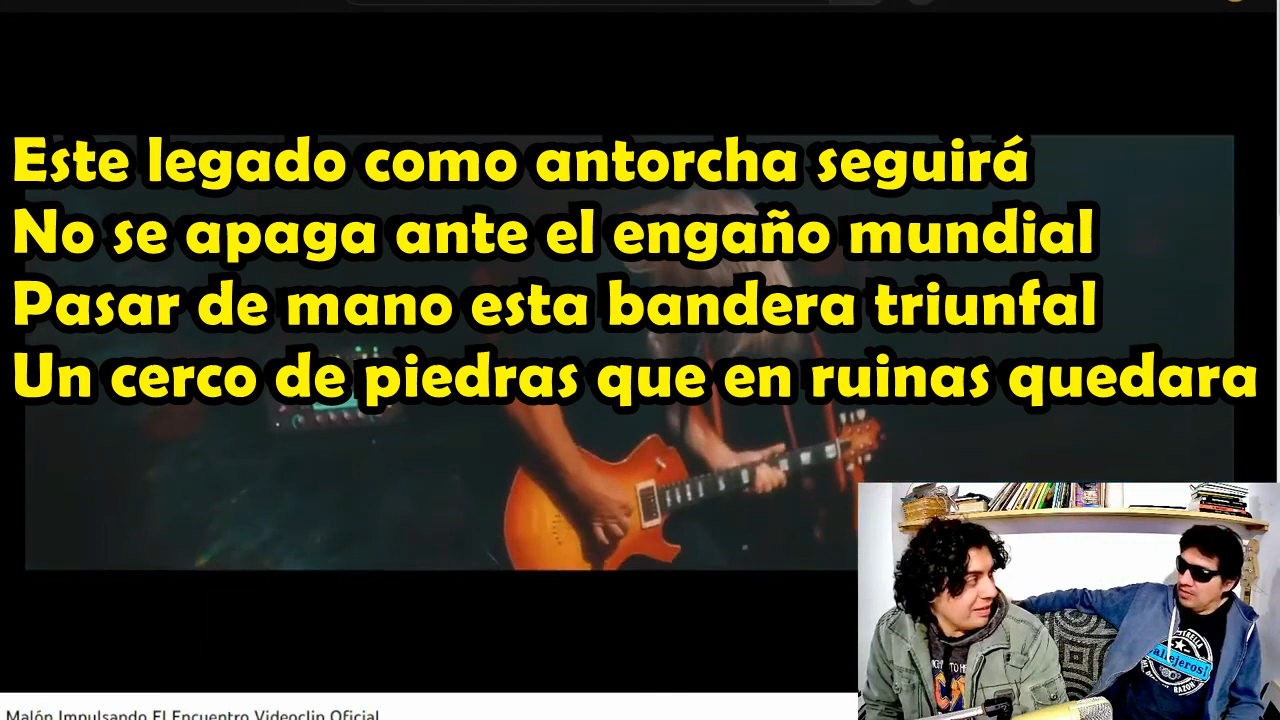 Este legado como antorcha seguirá
No se apaga ante el engaño mundial
Pasar de mano esta bandera triunfal
Un cerco de piedras que en ruinas quedara
Malón Impulsando El Encuentro Videoclip Oficial